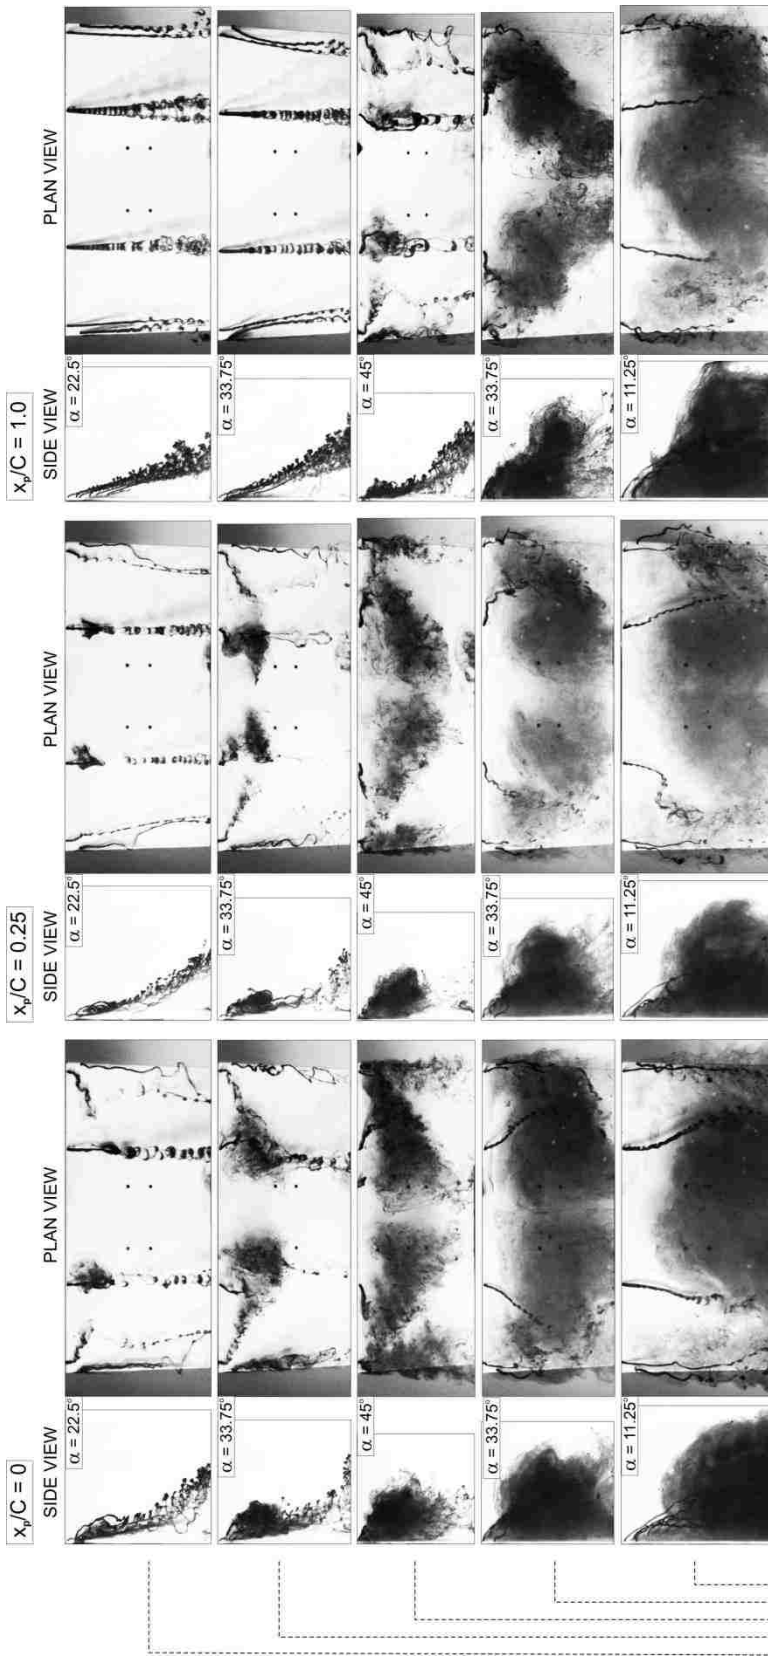 x_p/C = 0
SIDE VIEW
PLAN VIEW
α = 22.5°
α = 33.75°
α = 45°
α = 33.75°
α = 11.25°
x_p/C = 0.25
SIDE VIEW
PLAN VIEW
α = 22.5°
α = 33.75°
α = 45°
α = 33.75°
α = 11.25°
x_p/C = 1.0
SIDE VIEW
PLAN VIEW
α = 22.5°
α = 33.75°
α = 45°
α = 33.75°
α = 11.25°